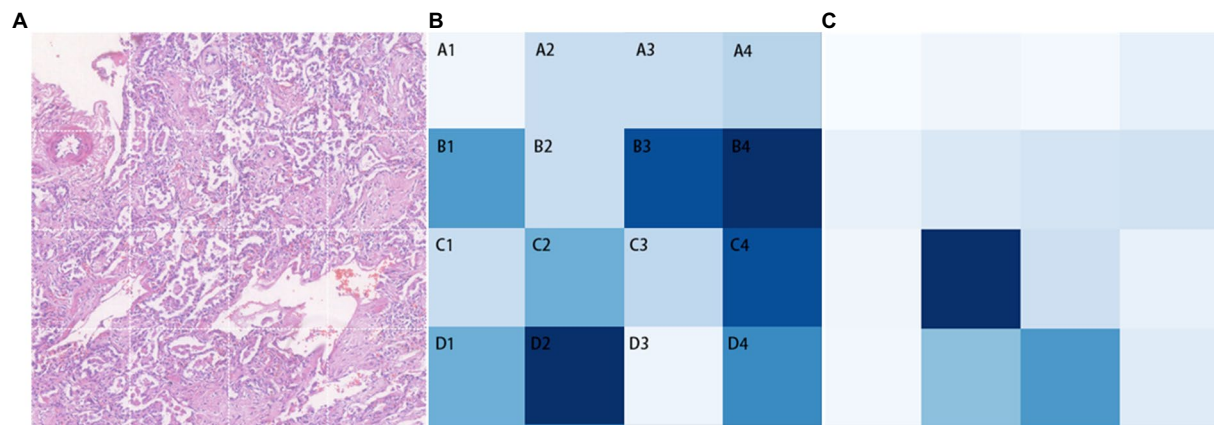 A B C
A1 A2 A3 A4
B1 B2 B3 B4
C1 C2 C3 C4
D1 D2 D3 D4